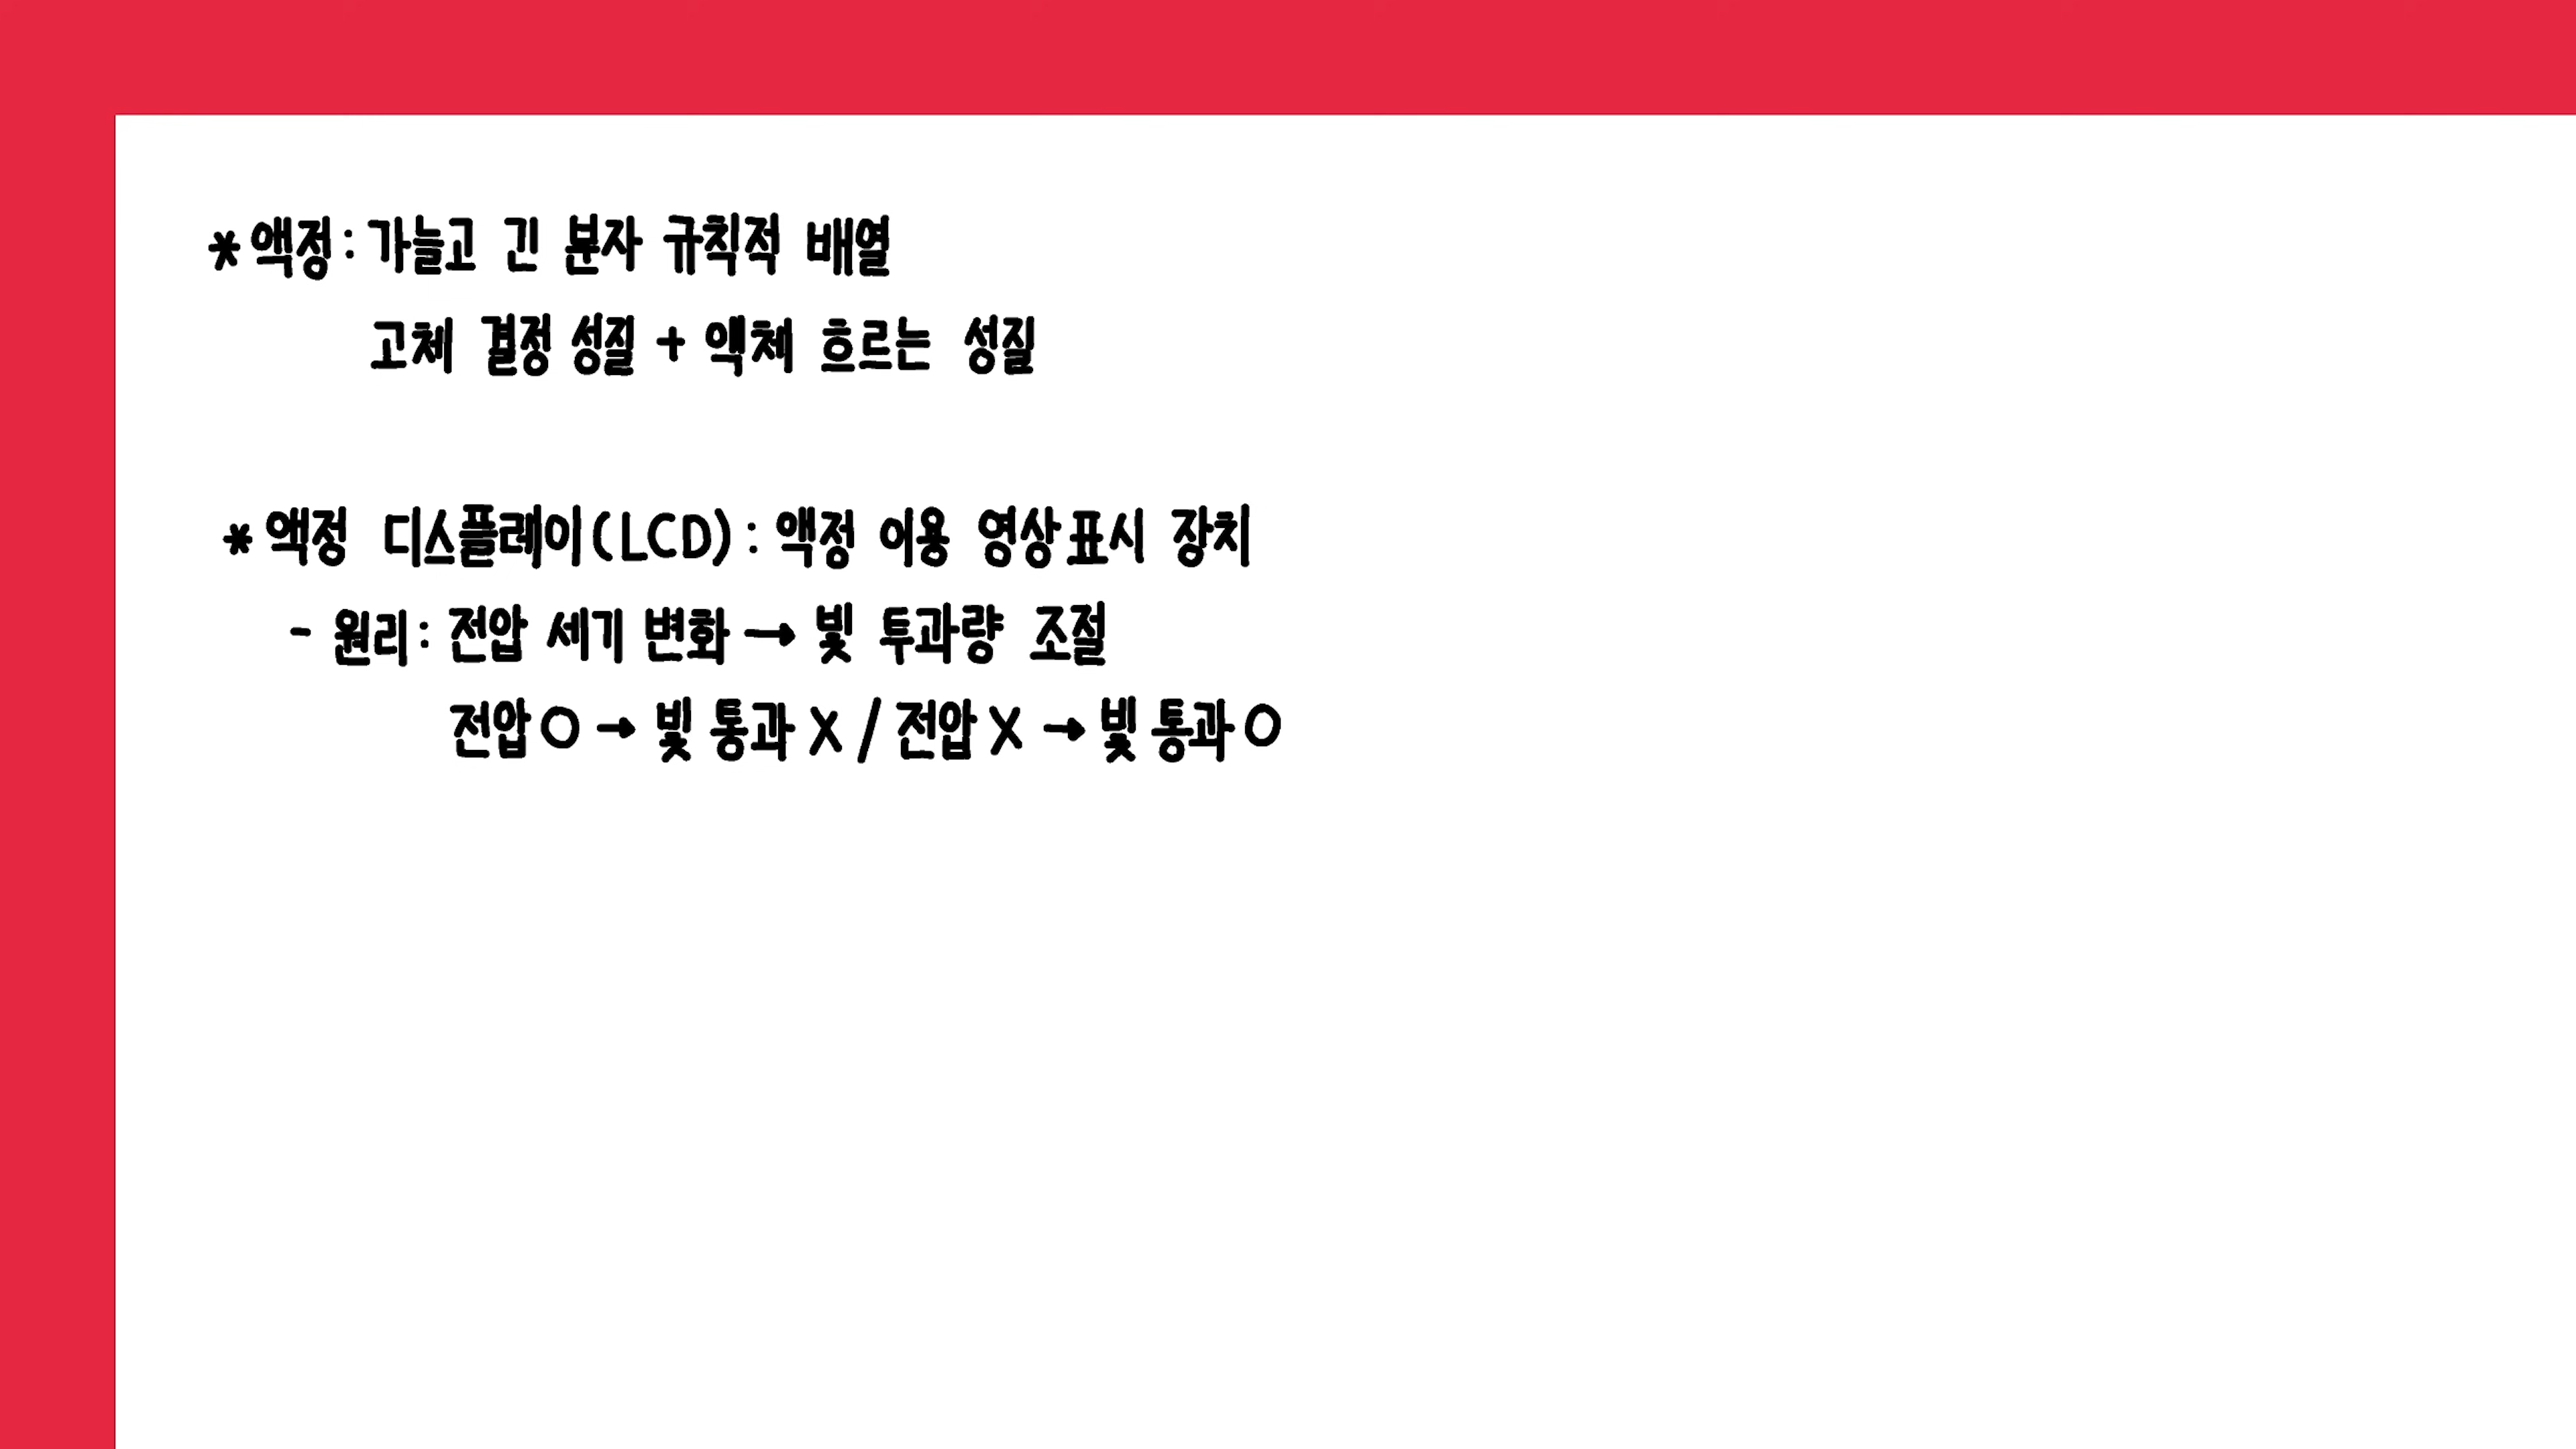 * 액정 : 가늘고 긴 분자 규칙적 배열
고체 결정 성질 + 액체 흐르는 성질
* 액정 디스플레이(LCD) : 액정 이용 영상표시 장치
- 원리 : 전압 세기 변화 → 빛 투과량 조절
전압 O → 빛 통과 X / 전압 X → 빛 통과 O